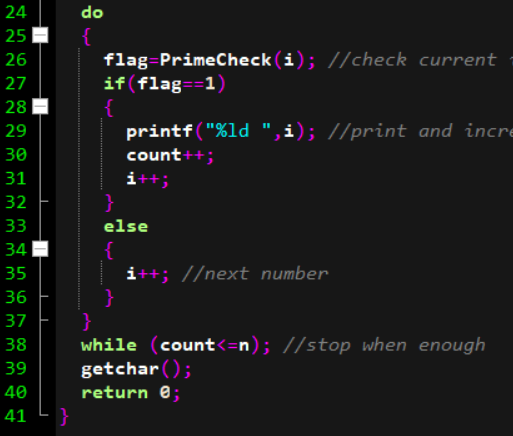 24 do
25 {
26 flag=PrimeCheck(i); //check current
27 if(flag==1)
28 {
29 printf("%ld ",i); //print and incre
30 count++;
31 i++;
32 }
33 else
34 {
35 i++; //next number
36 }
37 }
38 while (count<=n); //stop when enough
39 getchar();
40 return 0;
41 }